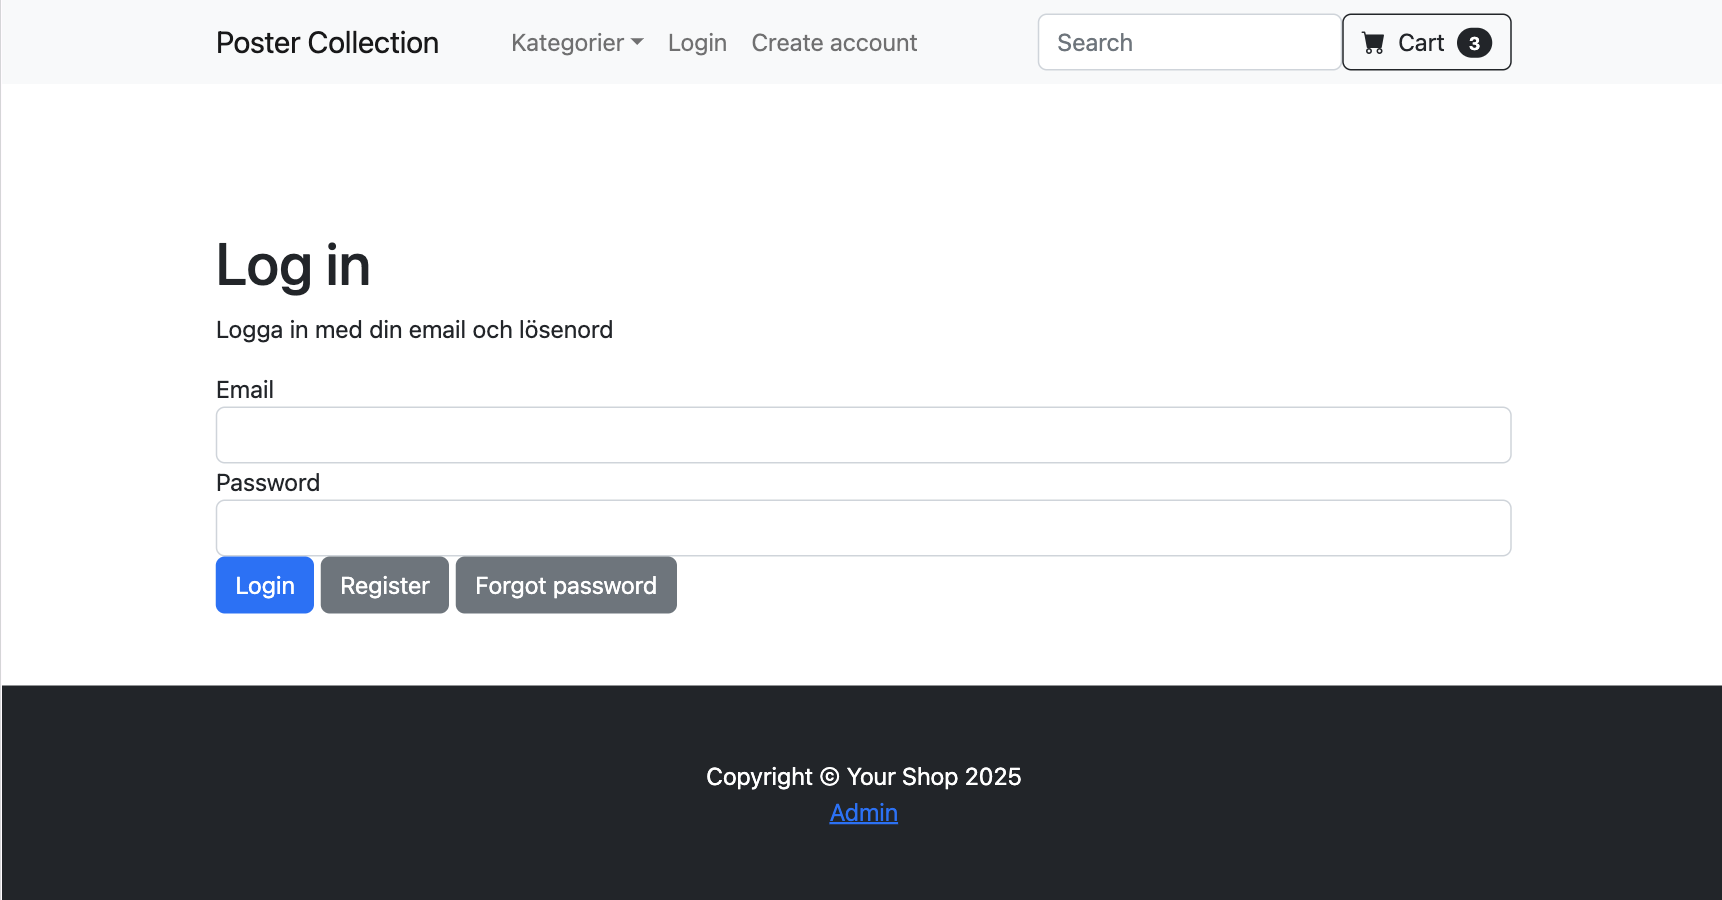 Poster Collection Kategorier Login Create account Search Cart 3
Log in
Logga in med din email och lösenord
Email
Password
Login Register Forgot password
Copyright © Your Shop 2025
Admin